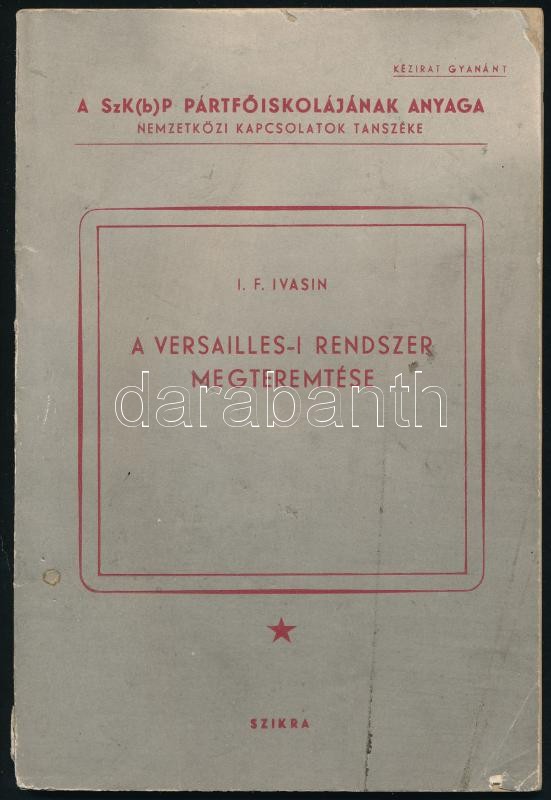 KÉZIRAT GYANÁNT
A SzK(b)P PÁRTFŐISKOLÁJÁNAK ANYAGA
NEMZETKÖZI KAPCSOLATOK TANSZÉKE
I. F. IVASIN
A VERSAILLES-I RENDSZER
MEGTEREMTÉSE
darabanth
SZIKRA